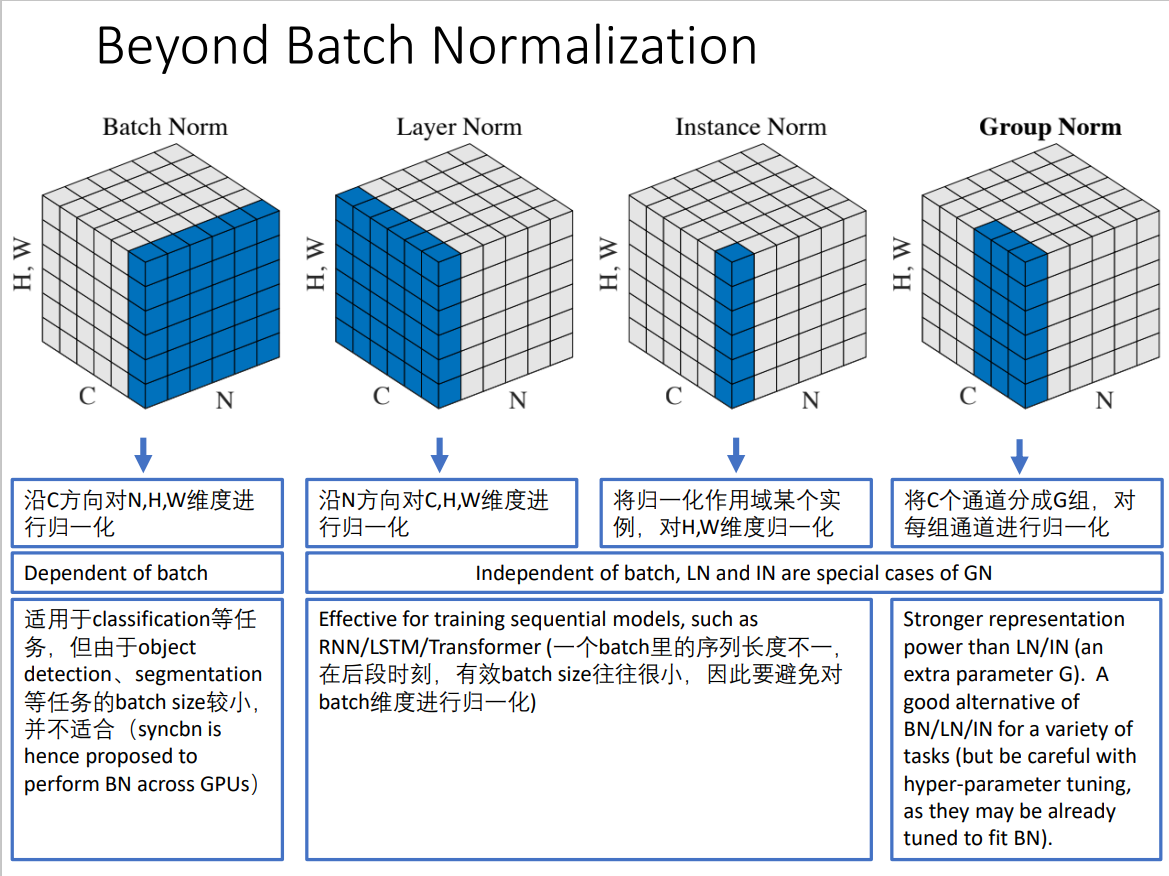 Beyond Batch Normalization
Batch Norm
Layer Norm
Instance Norm
Group Norm
H, W
C
N
H, W
C
N
H, W
C
N
H, W
C
N
沿C方向对N,H,W维度进
行归一化
沿N方向对C,H,W维度进
行归一化
将归一化作用域某个实
例，对H,W维度归一化
将C个通道分成G组，对
每组通道进行归一化
Dependent of batch
Independent of batch, LN and IN are special cases of GN
适用于classification等任
务，但由于object
detection、segmentation
等任务的batch size较小，
并不适合（syncbn is
hence proposed to
perform BN across GPUs）
Effective for training sequential models, such as
RNN/LSTM/Transformer (一个batch里的序列长度不一，
在后段时刻，有效batch size往往很小，因此要避免对
batch维度进行归一化)
Stronger representation
power than LN/IN (an
extra parameter G).  A
good alternative of
BN/LN/IN for a variety of
tasks (but be careful with
hyper-parameter tuning,
as they may be already
tuned to fit BN).